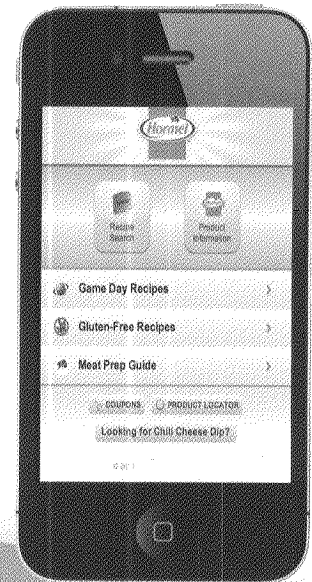 Hormel
Recipe Search
Product Information
Game Day Recipes
Gluten-Free Recipes
Meat Prep Guide
COUPONS PRODUCT LOCATOR
Looking for Chili Cheese Dip?